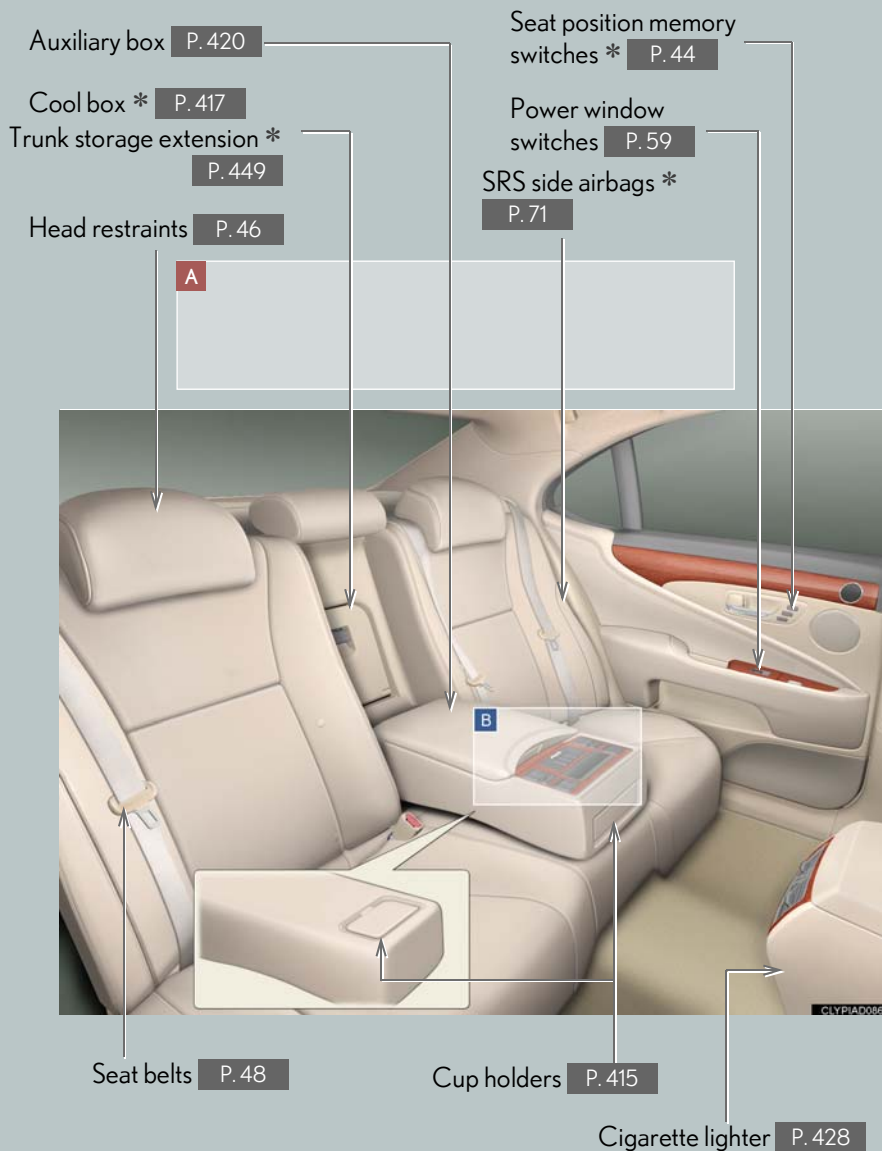 Auxiliary box P. 420
Cool box * P. 417
Trunk storage extension *
P. 449
Head restraints P. 46
Seat position memory
switches * P. 44
Power window
switches P. 59
SRS side airbags *
P. 71
A
B
CLYPIAD086
Seat belts P. 48
Cup holders P. 415
Cigarette lighter P. 428